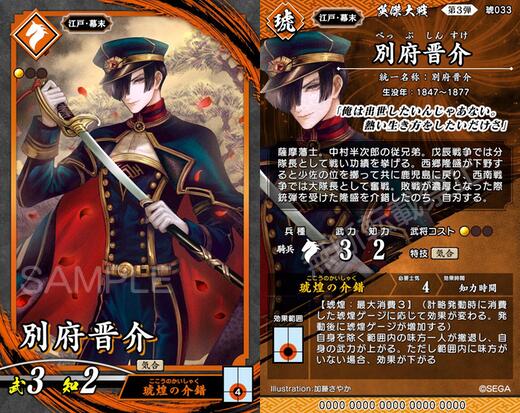 江戸・幕末
SAMPLE
別府晋介
気合
武3 知2
こうこうのかいしゃく
琥煌の介錯
4
琥
江戸・幕末
英傑大戦
第3弾
琥033
べっぷ しんすけ
別府晋介
統一名称:別府晋介
生没年:1847~1877
「俺は出世したいんじゃあない。
熱い生き方をしたいだけさ」
薩摩藩士。中村半次郎の従兄弟。戊辰戦争では分
隊長として戦い功績を挙げる。西郷隆盛が下野す
ると少佐の位を擲って共に鹿児島に戻り、西南戦
争では大隊長として奮戦。敗戦が濃厚となった際
銃弾を受けた隆盛を介錯したのち、自刃する。
兵種 武力 知力 武将コスト
騎兵 3 2
特技 気合
こうこうのかいしゃく
琥煌の介錯
必要士気 効果時間
4 知力時間
効果範囲
【琥煌:最大消費3】(計略発動時に消費
した琥煌ゲージに応じて効果が変わる。発
動後に琥煌ゲージが増加する)
自身を除く範囲内の味方一人が撤退し、自
身の武力が上がる。ただし範囲内に味方が
いない場合、効果が下がる
Illustration:加藤さやか
©SEGA
0000 0000 0000 0000 0000